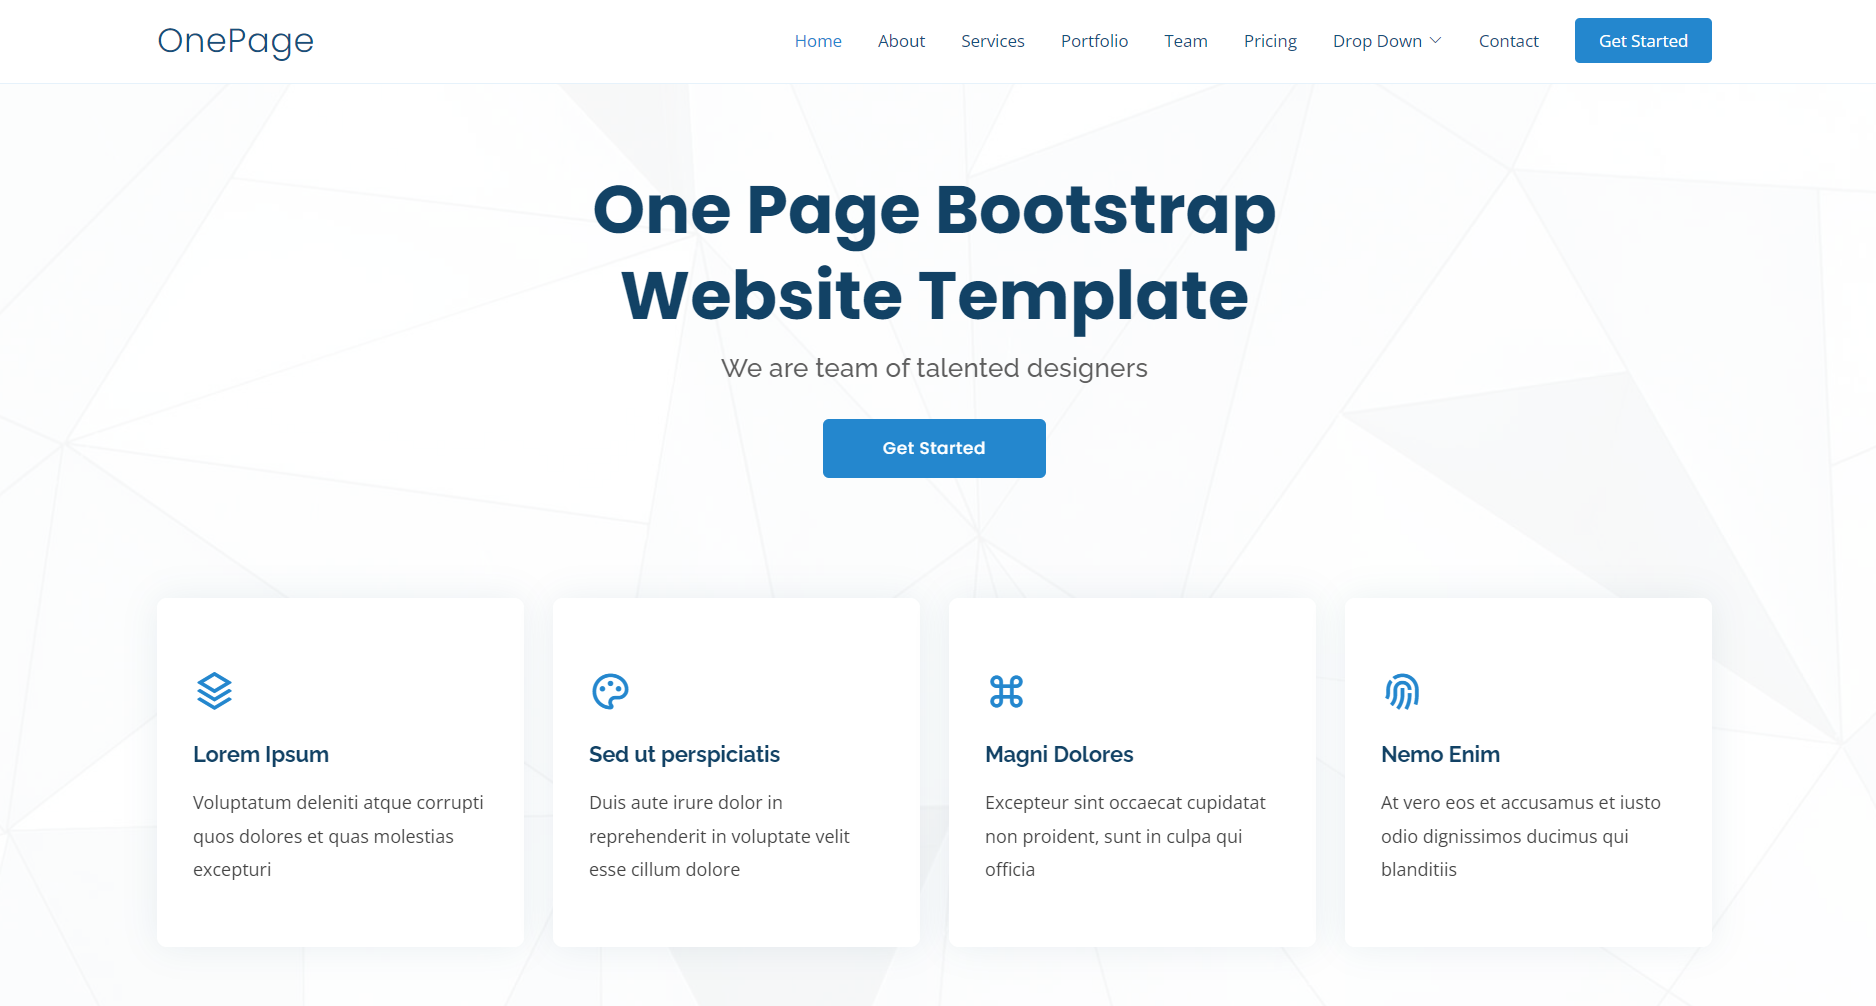 OnePage
Home About Services Portfolio Team Pricing Drop Down Contact Get Started
One Page Bootstrap
Website Template
We are team of talented designers
Get Started
Lorem Ipsum
Voluptatum deleniti atque corrupti
quos dolores et quas molestias
excepturi
Sed ut perspiciatis
Duis aute irure dolor in
reprehenderit in voluptate velit
esse cillum dolore
Magni Dolores
Excepteur sint occaecat cupidatat
non proident, sunt in culpa qui
officia
Nemo Enim
At vero eos et accusamus et iusto
odio dignissimos ducimus qui
blanditiis